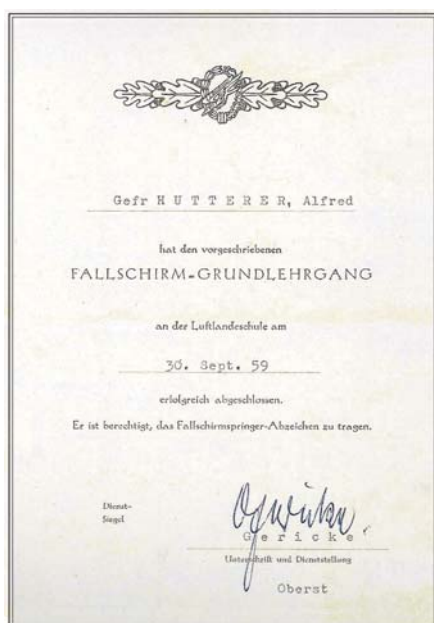 Gefr H U T T E R E R, Alfred
hat den vorgeschriebenen
FALLSCHIRM-GRUNDLEHRGANG
an der Luftlandeschule am
30. Sept. 59
erfolgreich abgeschlossen.
Er ist berechtigt, das Fallschirmspringer-Abzeichen zu tragen.
Dienst-
Siegel
G e r i c k e
Unterschrift und Dienststellung
Oberst